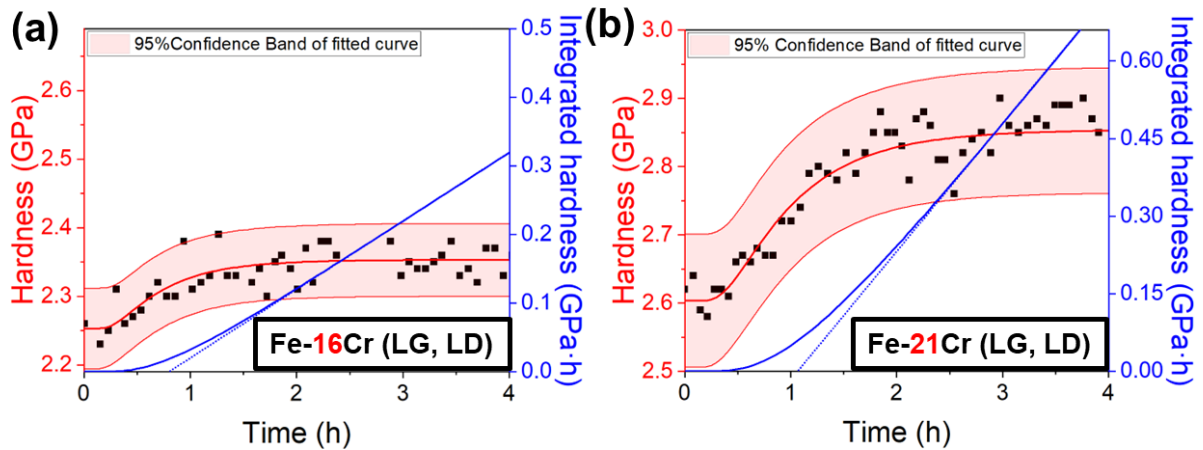 (a)
95%Confidence Band of fitted curve
Hardness (GPa)
2.6
2.5
2.4
2.3
2.2
0.5
0.4
0.3
0.2
0.1
0.0
Integrated hardness (GPa·h)
Fe-16Cr (LG, LD)
0 1 2 3 4
Time (h)
(b)
95% Confidence Band of fitted curve
Hardness (GPa)
3.0
2.9
2.8
2.7
2.6
2.5
0.60
0.45
0.30
0.15
0.00
Integrated hardness (GPa·h)
Fe-21Cr (LG, LD)
0 1 2 3 4
Time (h)